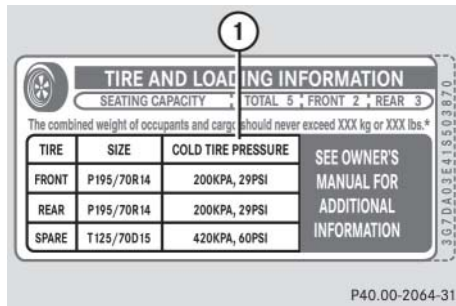 1
TIRE AND LOADING INFORMATION
SEATING CAPACITY TOTAL 5 FRONT 2 REAR 3
The combined weight of occupants and cargo should never exceed XXX kg or XXX lbs.*
TIRE SIZE COLD TIRE PRESSURE
FRONT P195/70R14 200KPA, 29PSI
REAR P195/70R14 200KPA, 29PSI
SPARE T125/70D15 420KPA, 60PSI
SEE OWNER'S
MANUAL FOR
ADDITIONAL
INFORMATION
3G7DA03E41S503870
P40.00-2064-31